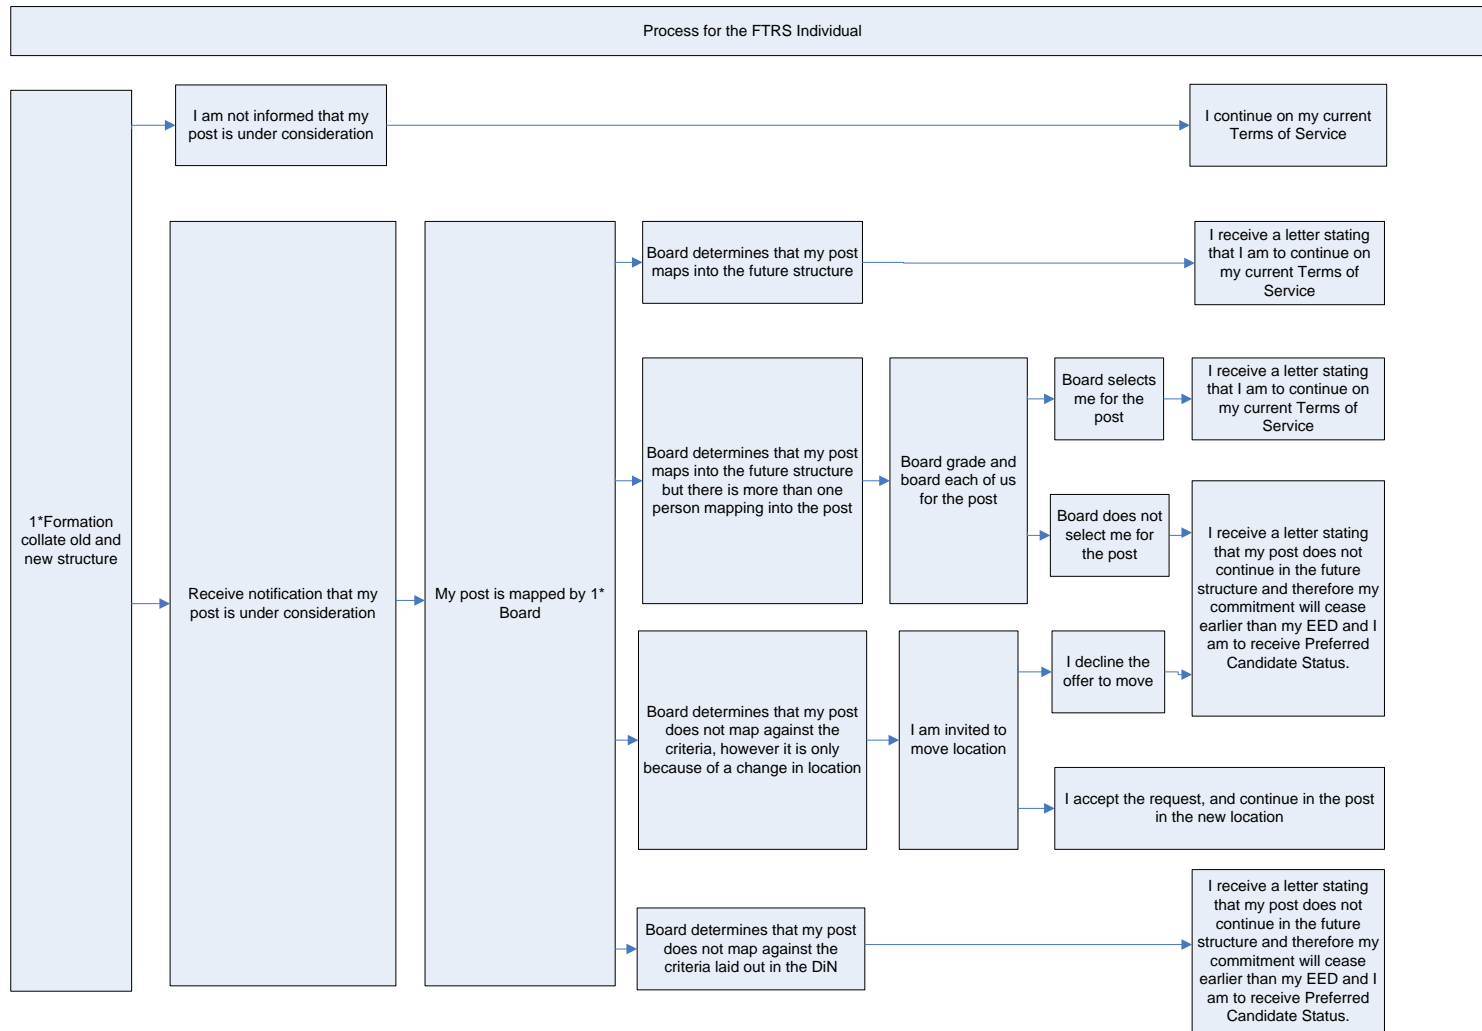 Process for the FTRS Individual
I am not informed that my
post is under consideration
I continue on my current
Terms of Service
1*Formation
collate old and
new structure
Receive notification that my
post is under consideration
My post is mapped by 1*
Board
Board determines that my post
maps into the future structure
I receive a letter stating
that I am to continue on
my current Terms of
Service
Board determines that my post
maps into the future structure
but there is more than one
person mapping into the post
Board grade and
board each of us
for the post
Board selects
me for the
post
I receive a letter stating
that I am to continue on
my current Terms of
Service
Board does not
select me for
the post
I receive a letter stating
that my post does not
continue in the future
structure and therefore my
commitment will cease
earlier than my EED and I
am to receive Preferred
Candidate Status.
Board determines that my post
does not map against the
criteria, however it is only
because of a change in location
I am invited to
move location
I decline the
offer to move
I accept the request, and continue in the post
in the new location
Board determines that my post
does not map against the
criteria laid out in the DiN
I receive a letter stating
that my post does not
continue in the future
structure and therefore my
commitment will cease
earlier than my EED and I
am to receive Preferred
Candidate Status.